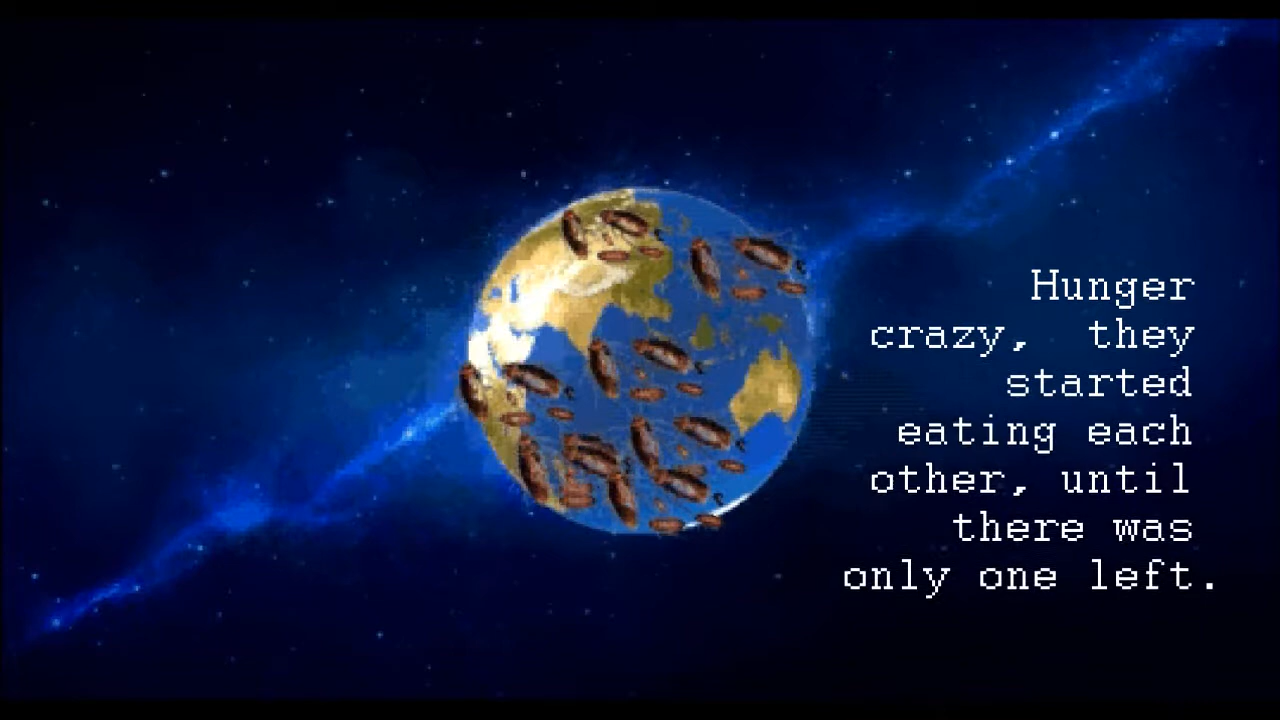 Hunger
crazy,  they
started
eating each
other, until
there was
only one left.